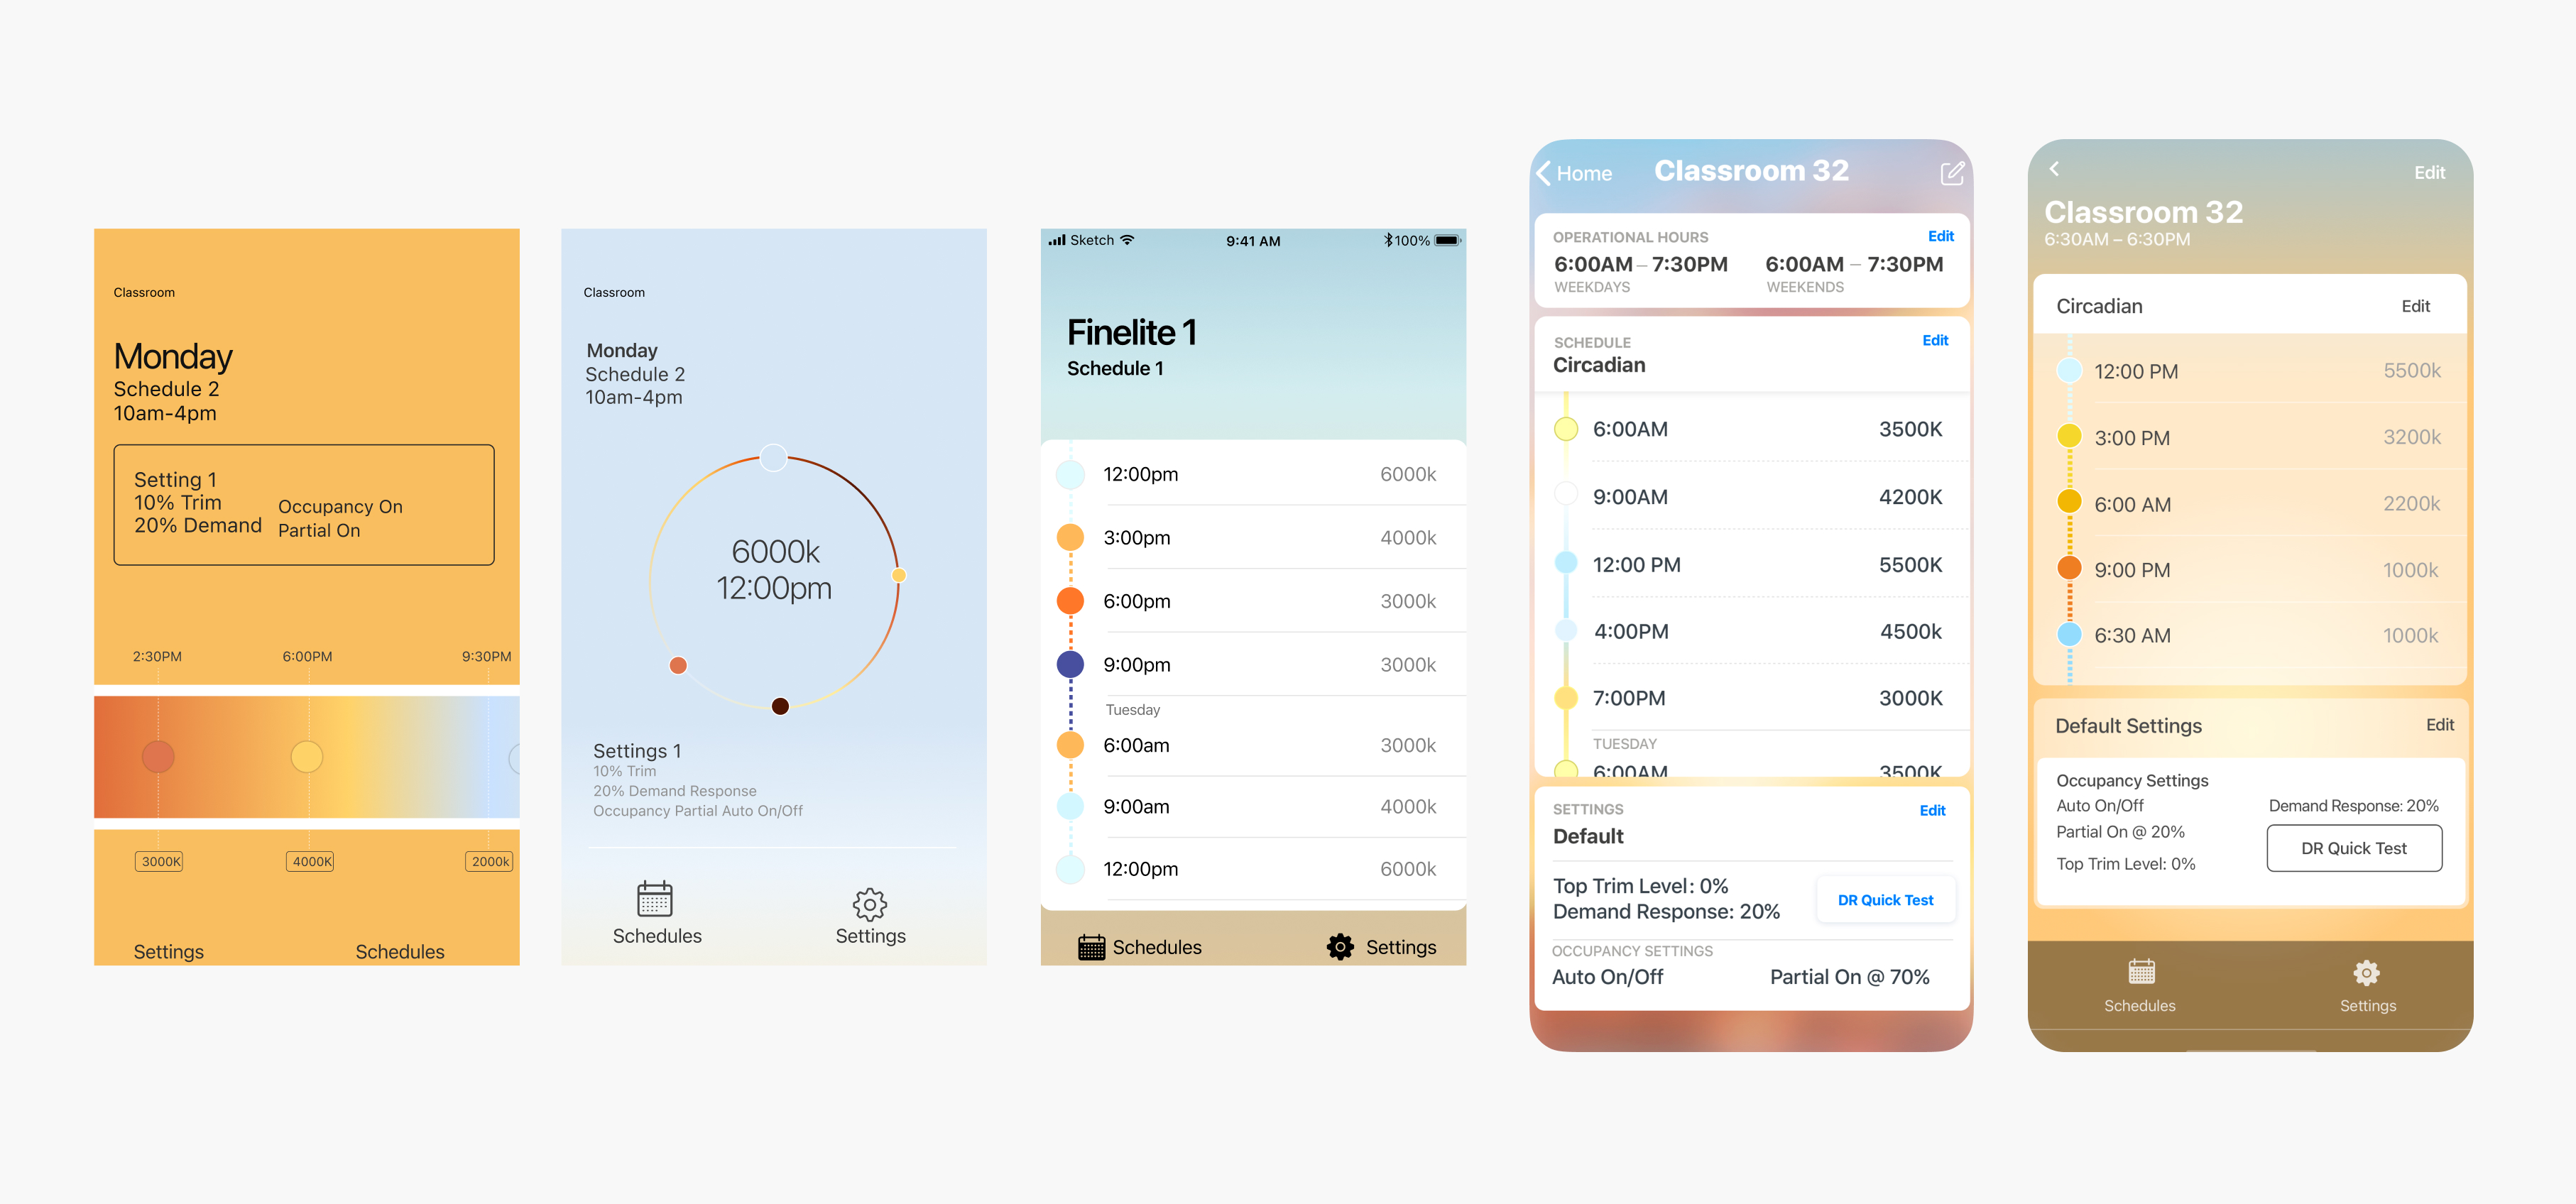 Classroom
Monday
Schedule 2
10am-4pm
Setting 1
10% Trim
20% Demand
Occupancy On
Partial On
2:30PM 6:00PM 9:30PM
3000K 4000K 2000k
Settings Schedules
Classroom
Monday
Schedule 2
10am-4pm
6000k
12:00pm
Settings 1
10% Trim
20% Demand Response
Occupancy Partial Auto On/Off
Schedules Settings
Sketch 9:41 AM 100%
Finelite 1
Schedule 1
12:00pm 6000k
3:00pm 4000k
6:00pm 3000k
9:00pm 3000k
Tuesday
6:00am 3000k
9:00am 4000k
12:00pm 6000k
Schedules Settings
Home Classroom 32
OPERATIONAL HOURS Edit
6:00AM – 7:30PM 6:00AM – 7:30PM
WEEKDAYS WEEKENDS
SCHEDULE Edit
Circadian
6:00AM 3500K
9:00AM 4200K
12:00 PM 5500K
4:00PM 4500k
7:00PM 3000K
TUESDAY
6:00AM 3500K
SETTINGS Edit
Default
Top Trim Level: 0%
Demand Response: 20%
DR Quick Test
OCCUPANCY SETTINGS
Auto On/Off Partial On @ 70%
Edit
Classroom 32
6:30AM – 6:30PM
Circadian Edit
12:00 PM 5500k
3:00 PM 3200k
6:00 AM 2200k
9:00 PM 1000k
6:30 AM 1000k
Default Settings Edit
Occupancy Settings
Auto On/Off Demand Response: 20%
Partial On @ 20%
DR Quick Test
Top Trim Level: 0%
Schedules Settings